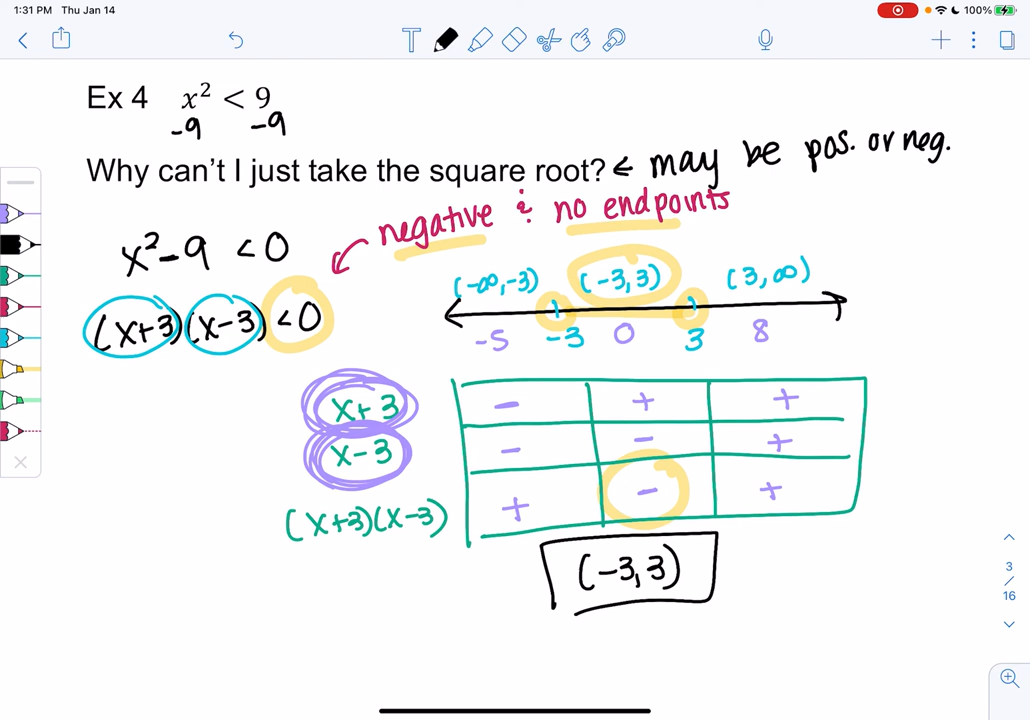 1:31 PM Thu Jan 14
100%
Ex 4 x² < 9
-9 -9
Why can't I just take the square root? ← may be pos. or neg.
negative & no endpoints
x²-9 <0
(x+3)(x-3) <0
(-∞,-3) (-3,3) (3,∞)
-5 -3 0 3 8
x+3 - + +
x-3 - - +
(x+3)(x-3) + - +
(-3,3)
3
/
16